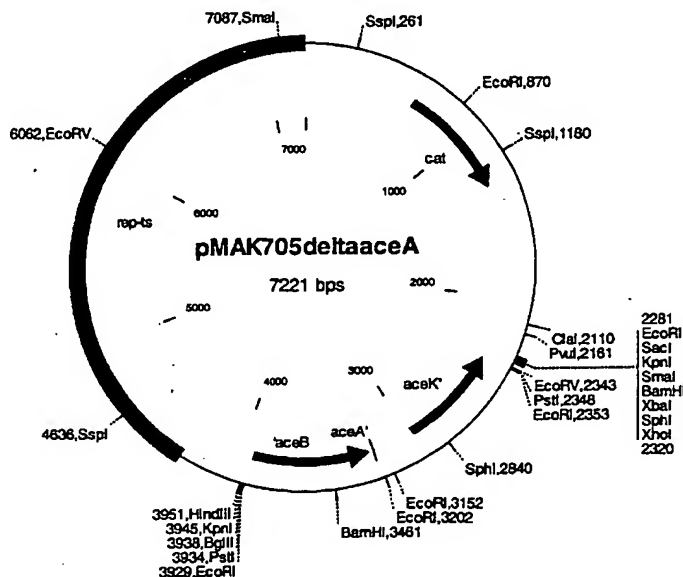 7087,SmaI
SspI,261
EcoRI,870
6062,EcoRV
SspI,1180
cat
7000
1000
rep-ts
6000
pMAK705deltaaceA
7221 bps
2000
5000
2281
EcoRI
SacI
KpnI
SmaI
BamHI
XbaI
SphI
XhoI
2320
ClaI,2110
PvuI,2161
3000
aceK'
EcoRV,2343
PstI,2348
EcoRI,2353
4000
4636,SspI
'aceB
aceA'
SphI,2840
EcoRI,3152
EcoRI,3202
BamHI,3461
3951,HindIII
3945,KpnI
3938,BglII
3934,PstI
3929,EcoRI